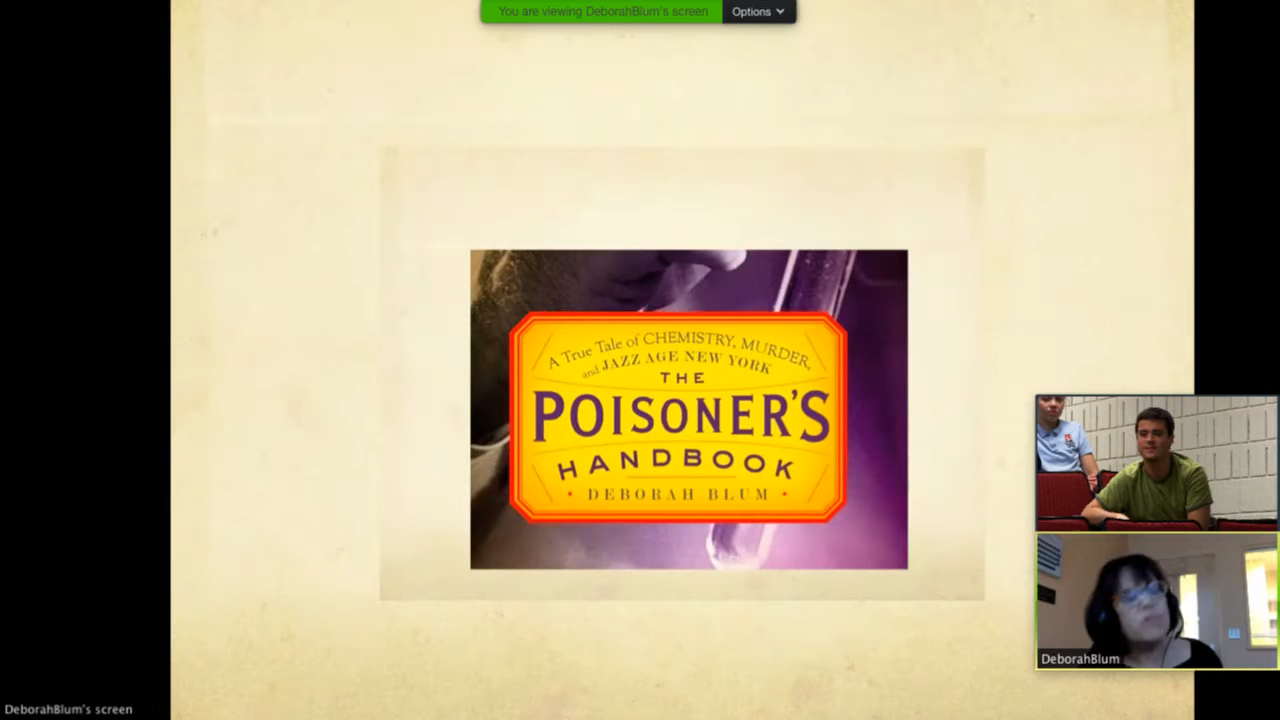 You are viewing DeborahBlum's screen
Options
A True Tale of CHEMISTRY, MURDER,
and JAZZ AGE NEW YORK
THE
POISONER'S
HANDBOOK
• DEBORAH BLUM •
DeborahBlum
DeborahBlum's screen